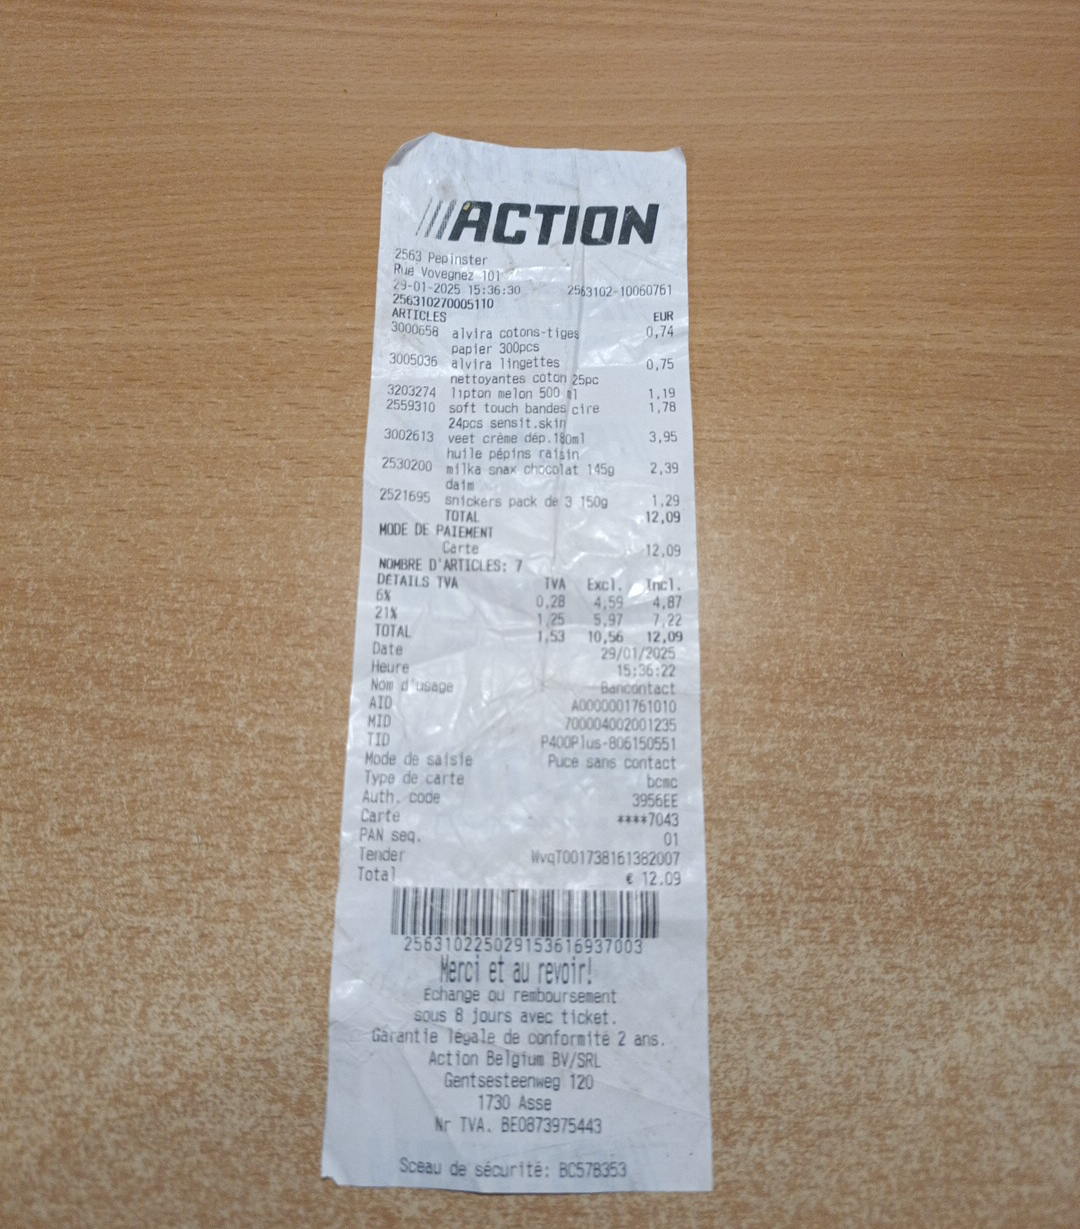 ACTION
2563 Pepinster
Rue Vovegnez 101
29-01-2025 15:36:30 2563102-10060761
256310270005110
ARTICLES EUR
3000658 alvira cotons-tiges 0,74
papier 300pcs
3005036 alvira lingettes 0,75
nettoyantes coton 25pc
3203274 lipton melon 500 ml 1,19
2559310 soft touch bandes cire 1,78
24pcs sensit.skin
3002613 veet crème dép.180ml 3,95
huile pépins raisin
2530200 milka snax chocolat 145g 2,39
daim
2521695 snickers pack de 3 150g 1,29
TOTAL 12,09
MODE DE PAIEMENT
Carte 12,09
NOMBRE D'ARTICLES: 7
DÉTAILS TVA TVA Excl. Incl.
6% 0,28 4,59 4,87
21% 1,25 5,97 7,22
TOTAL 1,53 10,56 12,09
Date 29/01/2025
Heure 15:36:22
Nom d'usage Bancontact
AID A0000001761010
MID 700004002001235
TID P400Plus-806150551
Mode de saisie Puce sans contact
Type de carte bcmc
Auth. code 3956EE
Carte ****7043
PAN seq. 01
Tender WvqT001738161382007
Total € 12.09
256310225029153616937003
Merci et au revoir!
Echange ou remboursement
sous 8 jours avec ticket.
Garantie légale de conformité 2 ans.
Action Belgium BV/SRL
Gentsesteenweg 120
1730 Asse
Nr TVA. BE0873975443
Sceau de sécurité: BC578353